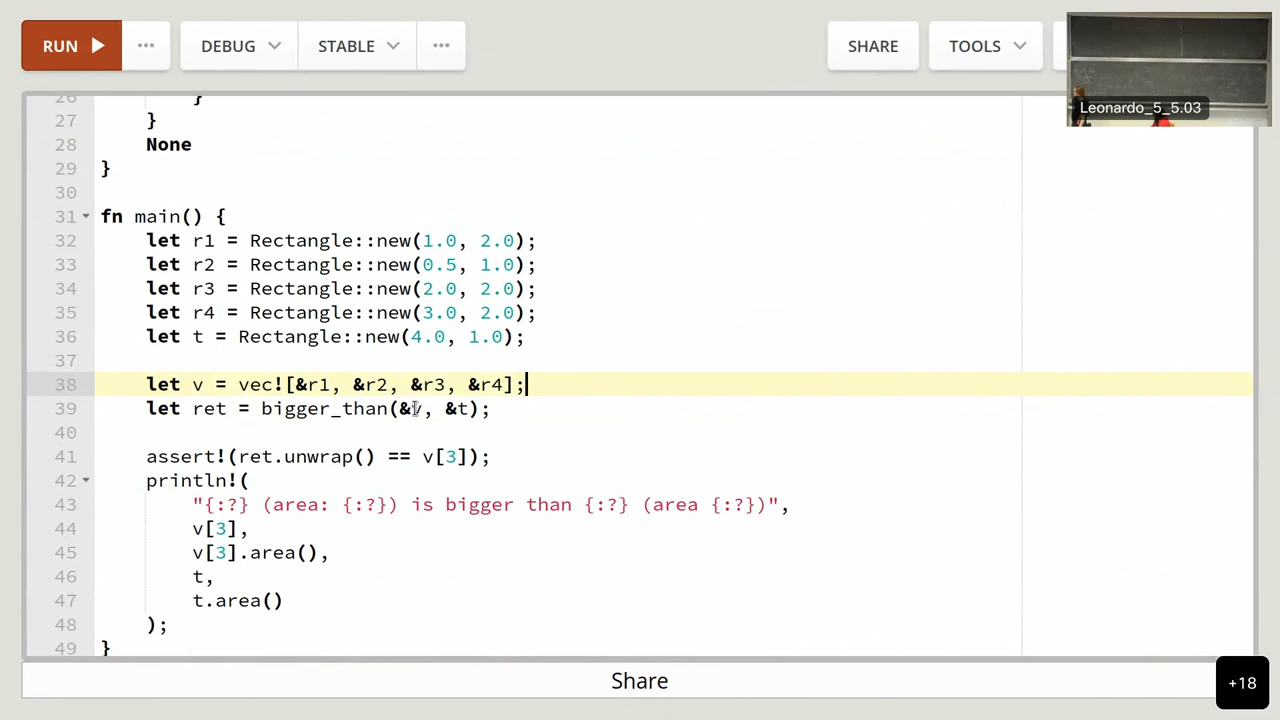 RUN
DEBUG
STABLE
SHARE
TOOLS
Leonardo_5_5.03
26 }
27 }
28 None
29 }
30
31 fn main() {
32 let r1 = Rectangle::new(1.0, 2.0);
33 let r2 = Rectangle::new(0.5, 1.0);
34 let r3 = Rectangle::new(2.0, 2.0);
35 let r4 = Rectangle::new(3.0, 2.0);
36 let t = Rectangle::new(4.0, 1.0);
37
38 let v = vec![&r1, &r2, &r3, &r4];
39 let ret = bigger_than(&v, &t);
40
41 assert!(ret.unwrap() == v[3]);
42 println!(
43 "{:?} (area: {:?}) is bigger than {:?} (area {:?})",
44 v[3],
45 v[3].area(),
46 t,
47 t.area()
48 );
49 }
Share
+18